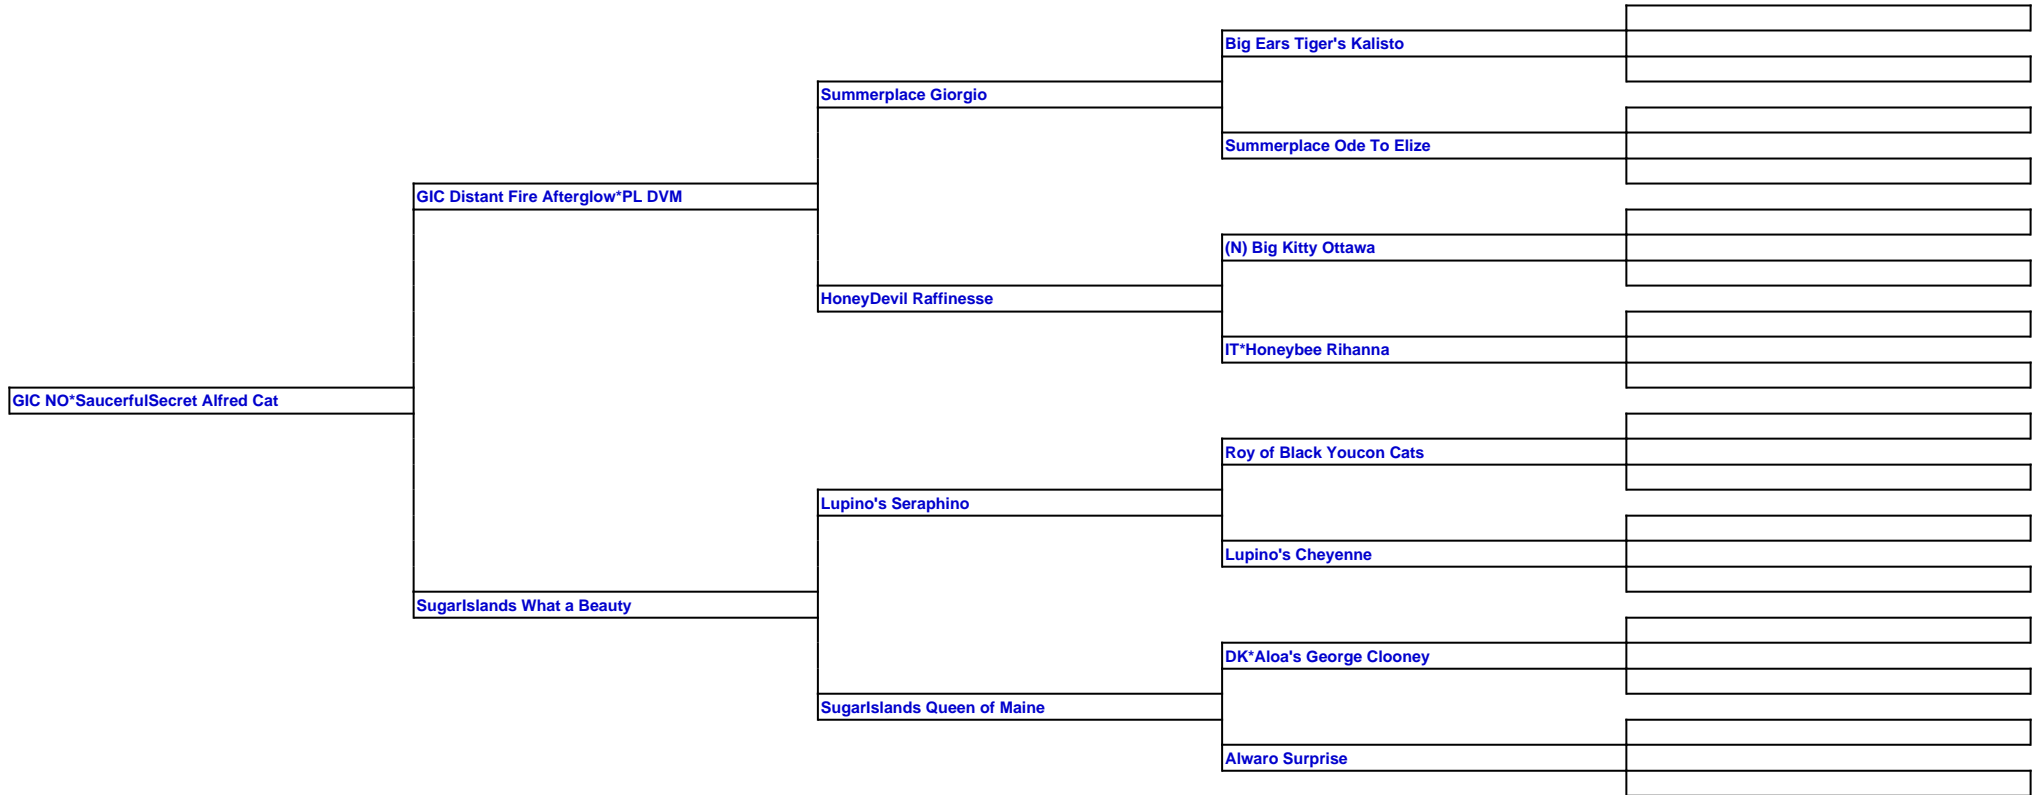 Big Ears Tiger's Kalisto
Summerplace Giorgio
Summerplace Ode To Elize
GIC Distant Fire Afterglow*PL DVM
(N) Big Kitty Ottawa
HoneyDevil Raffinesse
IT*Honeybee Rihanna
GIC NO*SaucerfulSecret Alfred Cat
Roy of Black Youcon Cats
Lupino's Seraphino
Lupino's Cheyenne
SugarIslands What a Beauty
DK*Aloa's George Clooney
SugarIslands Queen of Maine
Alwaro Surprise